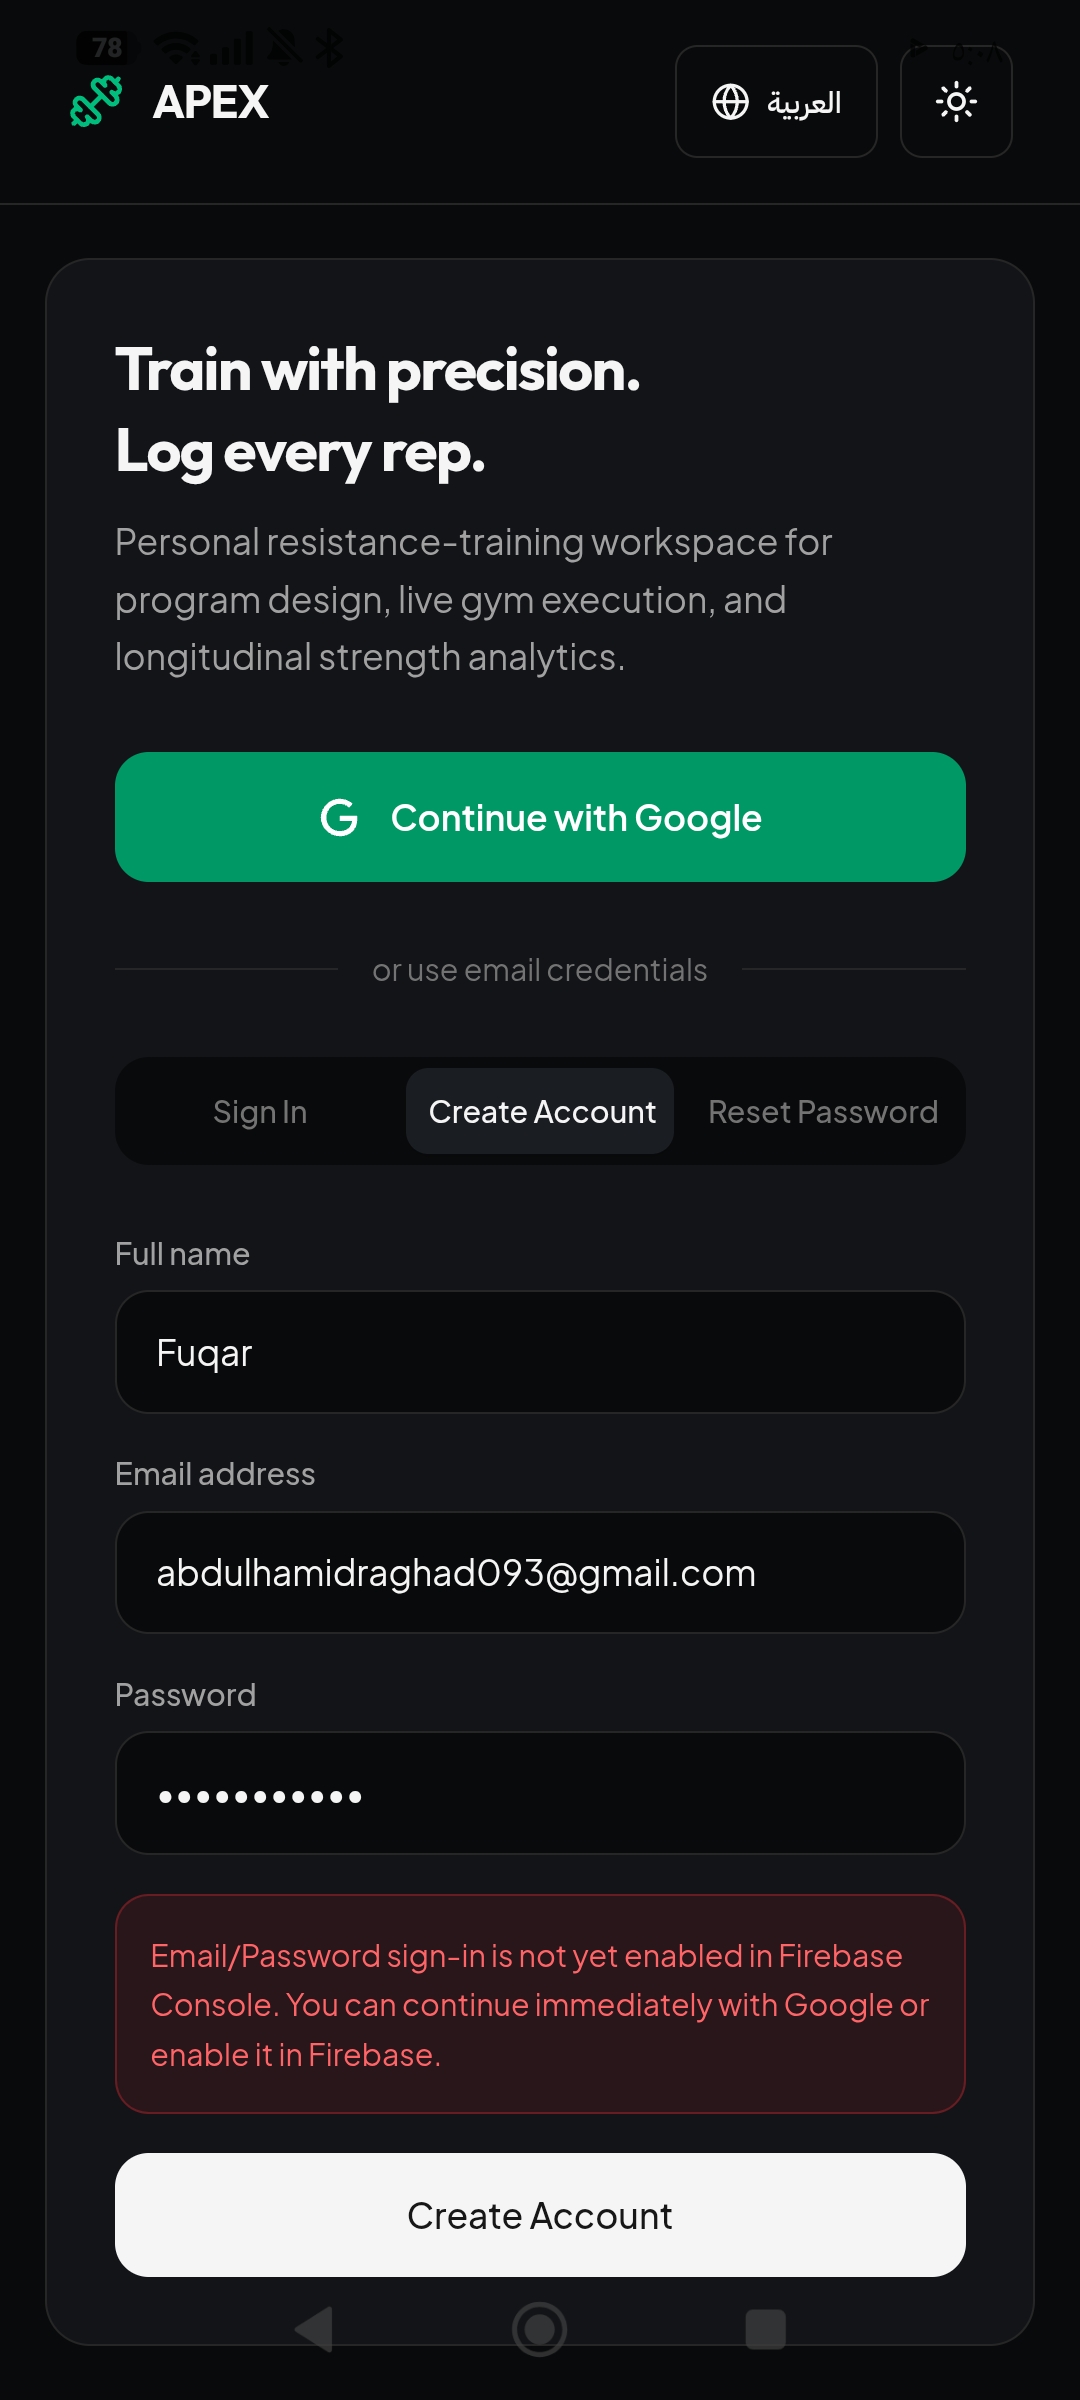 78
٥:٠٨
APEX
العربية
Train with precision.
Log every rep.
Personal resistance-training workspace for
program design, live gym execution, and
longitudinal strength analytics.
G Continue with Google
or use email credentials
Sign In
Create Account
Reset Password
Full name
Fuqar
Email address
abdulhamidraghad093@gmail.com
Password
Email/Password sign-in is not yet enabled in Firebase
Console. You can continue immediately with Google or
enable it in Firebase.
Create Account